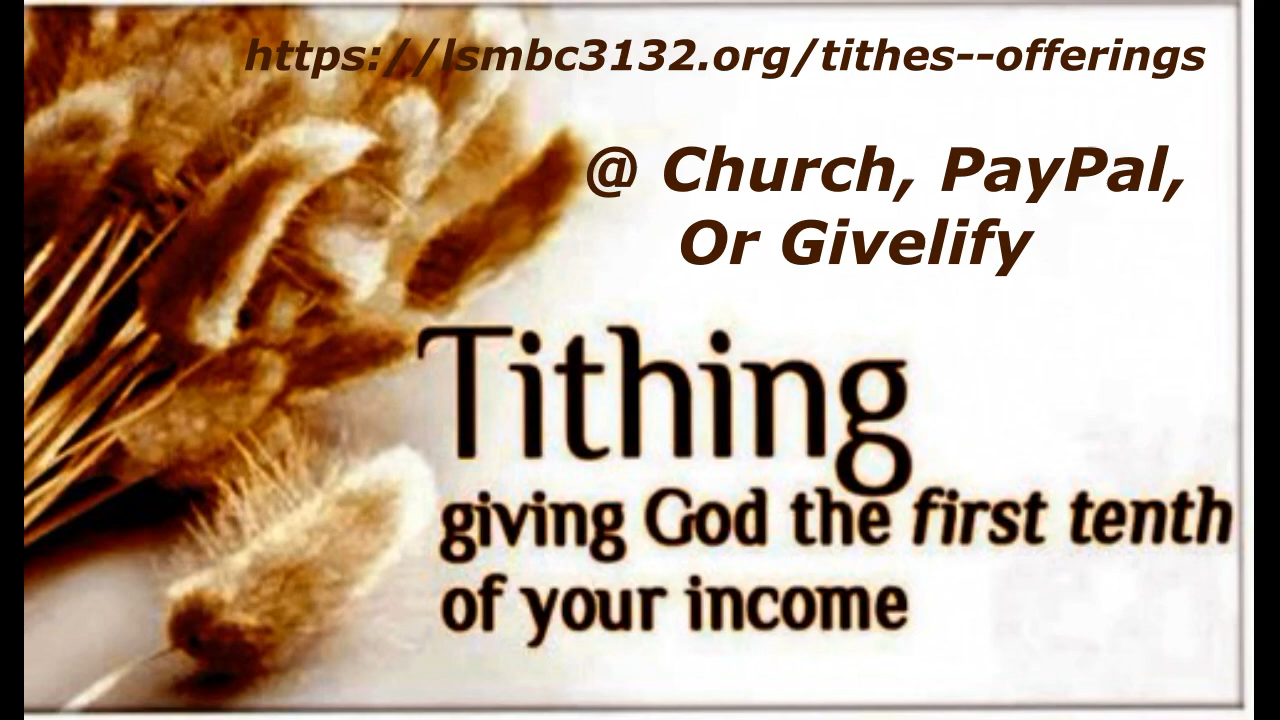 https://lsmbc3132.org/tithes--offerings
@ Church, PayPal,
Or Givelify
Tithing
giving God the first tenth
of your income